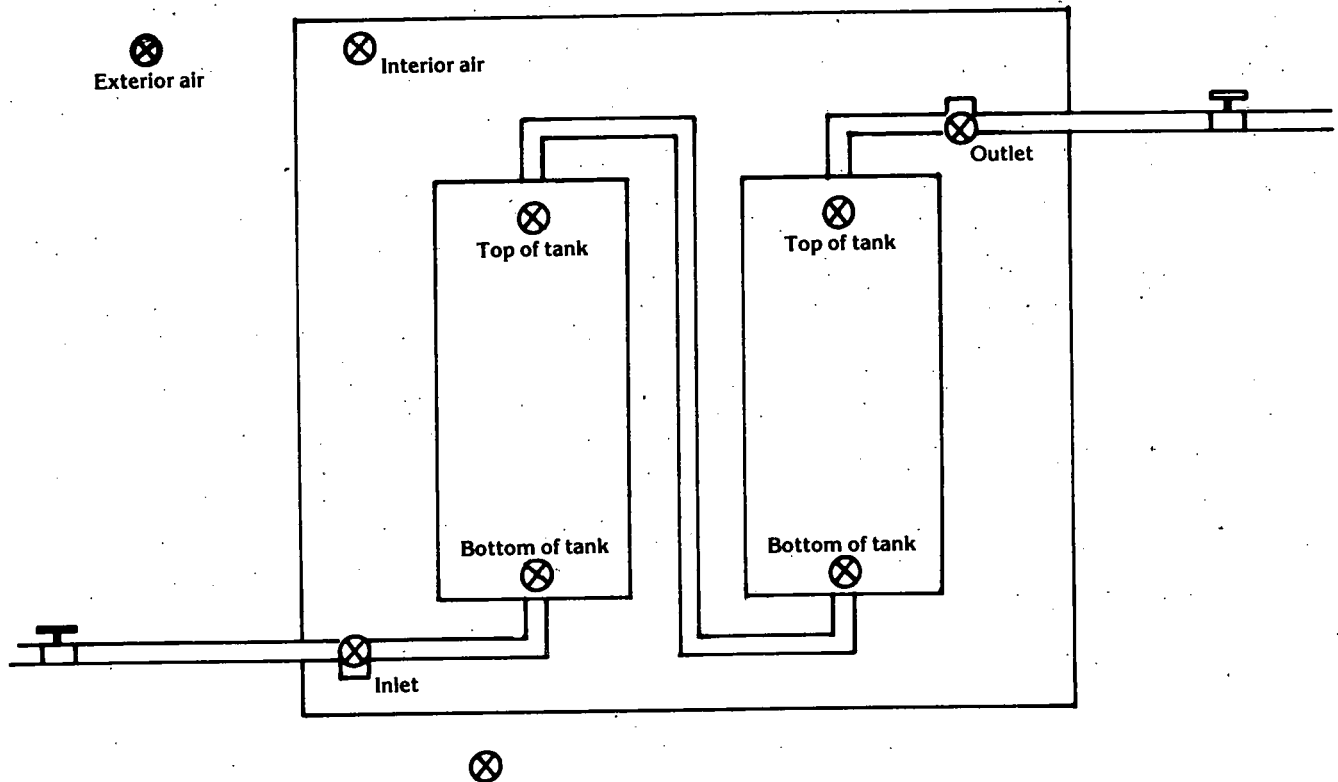 Exterior air
Interior air
Outlet
Top of tank
Top of tank
Bottom of tank
Bottom of tank
Inlet